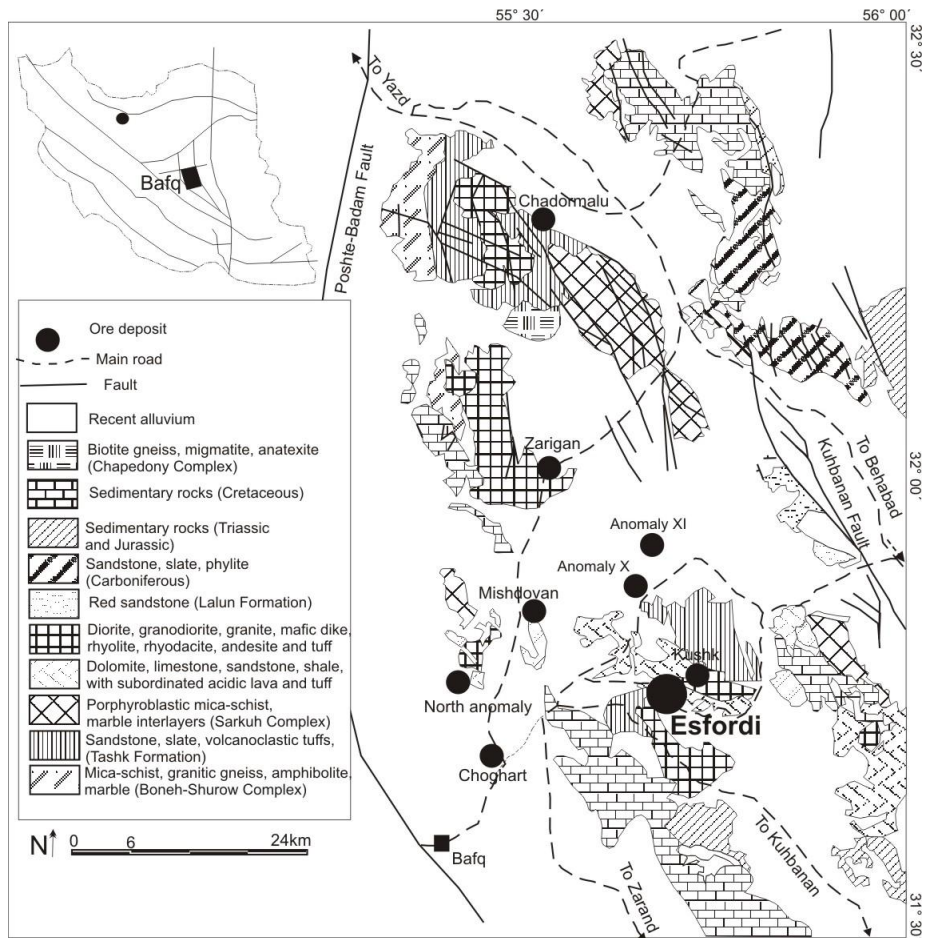 55° 30´
56° 00´
32° 30´
To Yazd
Poshte-Badam Fault
Bafq
Chadormalu
Ore deposit
Main road
Fault
Recent alluvium
Biotite gneiss, migmatite, anatexite
(Chapedony Complex)
Sedimentary rocks (Cretaceous)
Sedimentary rocks (Triassic
and Jurassic)
Sandstone, slate, phylite
(Carboniferous)
Red sandstone (Lalun Formation)
Diorite, granodiorite, granite, mafic dike,
rhyolite, rhyodacite, andesite and tuff
Dolomite, limestone, sandstone, shale,
with subordinated acidic lava and tuff
Porphyroblastic mica-schist,
marble interlayers (Sarkuh Complex)
Sandstone, slate, volcanoclastic tuffs,
(Tashk Formation)
Mica-schist, granitic gneiss, amphibolite,
marble (Boneh-Shurow Complex)
N
0 6 24km
Zarigan
32° 00´
To Behabad
Kuhbanan Fault
Anomaly XI
Anomaly X
Mishdovan
Kushk
North anomaly
Esfordi
Choghart
Bafq
To Kuhbanan
To Zarand
31° 30